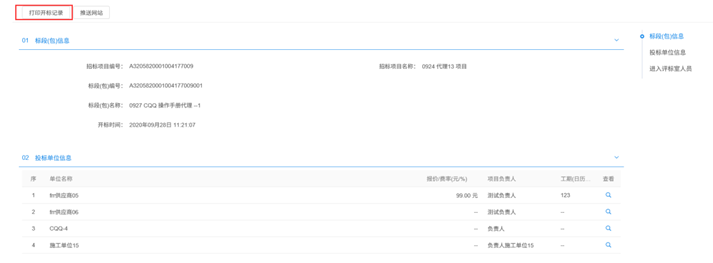 打印开标记录 推送网站
01 标段(包)信息
招标项目编号: A3205820001004177009 招标项目名称: 0924 代理13 项目
标段(包)编号: A3205820001004177009001
标段(包)名称: 0927 CQQ 操作手册代理 --1
开标时间: 2020年09月26日 11:21:07
02 投标单位信息
序 单位名称 报价/费率(元/%) 项目负责人 工期(日历... 查看
1 frr供应商05 99.00 元 测试负责人 123
2 frr供应商06 -- 测试负责人 --
3 CQQ-4 -- 负责人 --
4 施工单位15 -- 负责人施工单位15 --
标段(包)信息
投标单位信息
进入评标室人员